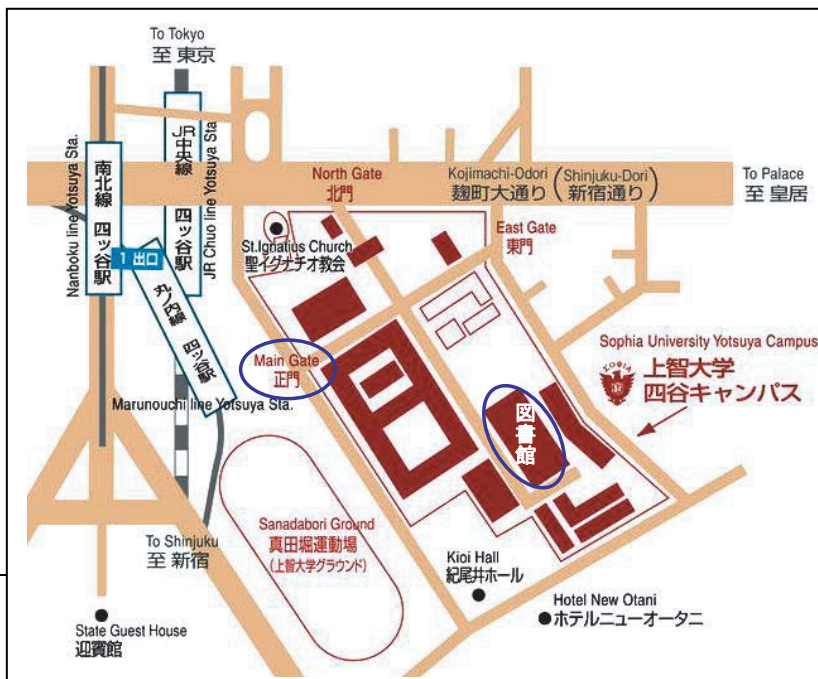 To Tokyo
至 東京
Nanboku line Yotsuya Sta.
南北線 四ッ谷駅
JR中央線 四ッ谷駅
JR Chuo line Yotsuya Sta
1 出口
丸ノ内線 四ッ谷駅
Marunouchi line Yotsuya Sta.
North Gate
北門
Kojimachi-Odori (Shinjuku-Dori)
麹町大通り (新宿通り)
To Palace
至 皇居
East Gate
東門
St.Ignatius Church
聖イグナチオ教会
Main Gate
正門
Sophia University Yotsuya Campus
上智大学
四谷キャンパス
図書館
To Shinjuku
至 新宿
Sanadabori Ground
真田堀運動場
(上智大学グラウンド)
Kioi Hall
紀尾井ホール
Hotel New Otani
ホテルニューオータニ
State Guest House
迎賓館